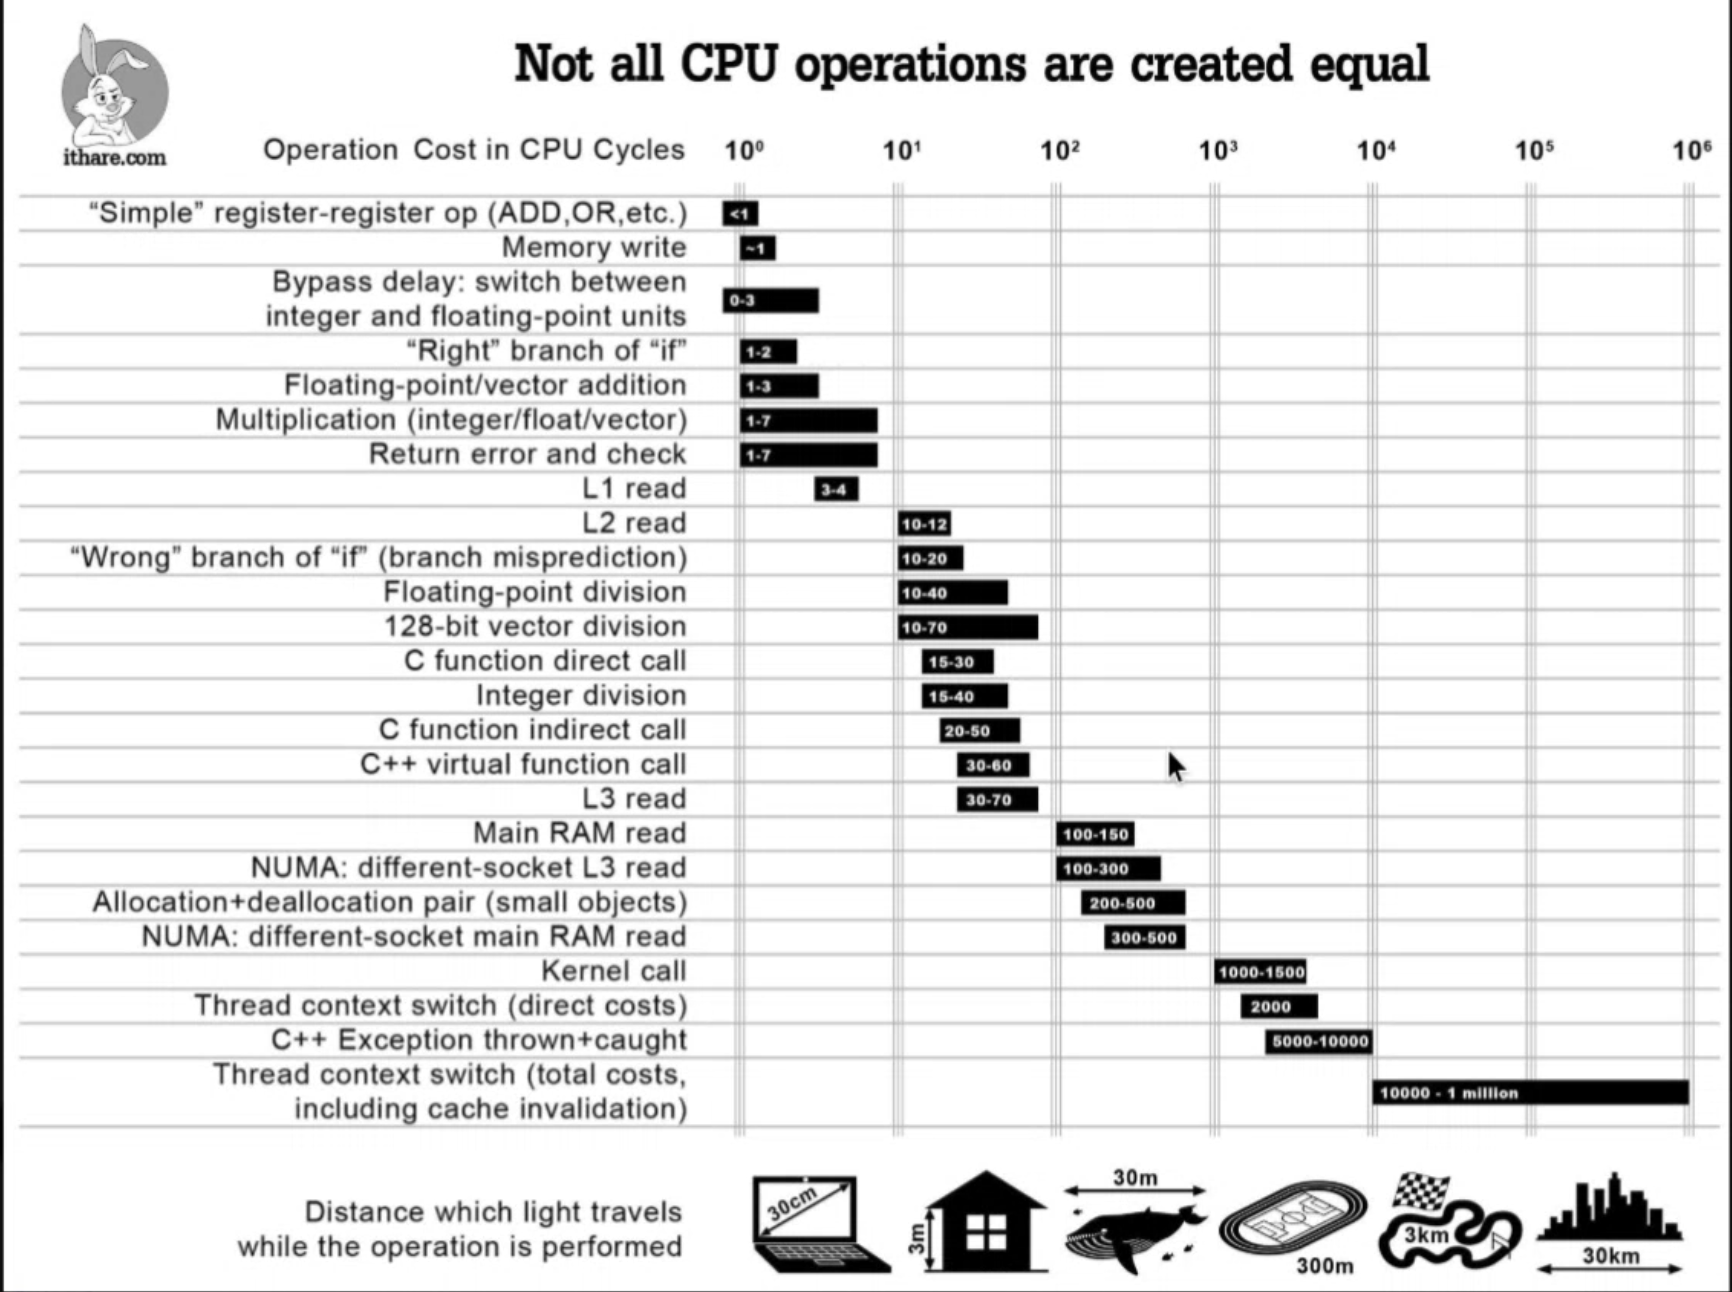 Not all CPU operations are created equal
ithare.com
Operation Cost in CPU Cycles 10⁰ 10¹ 10² 10³ 10⁴ 10⁵ 10⁶
“Simple” register-register op (ADD,OR,etc.) <1
Memory write ~1
Bypass delay: switch between
integer and floating-point units 0-3
“Right” branch of “if” 1-2
Floating-point/vector addition 1-3
Multiplication (integer/float/vector) 1-7
Return error and check 1-7
L1 read 3-4
L2 read 10-12
“Wrong” branch of “if” (branch misprediction) 10-20
Floating-point division 10-40
128-bit vector division 10-70
C function direct call 15-30
Integer division 15-40
C function indirect call 20-50
C++ virtual function call 30-60
L3 read 30-70
Main RAM read 100-150
NUMA: different-socket L3 read 100-300
Allocation+deallocation pair (small objects) 200-500
NUMA: different-socket main RAM read 300-500
Kernel call 1000-1500
Thread context switch (direct costs) 2000
C++ Exception thrown+caught 5000-10000
Thread context switch (total costs,
including cache invalidation) 10000 - 1 million
Distance which light travels
while the operation is performed
30cm
3m
30m
300m
3km
30km